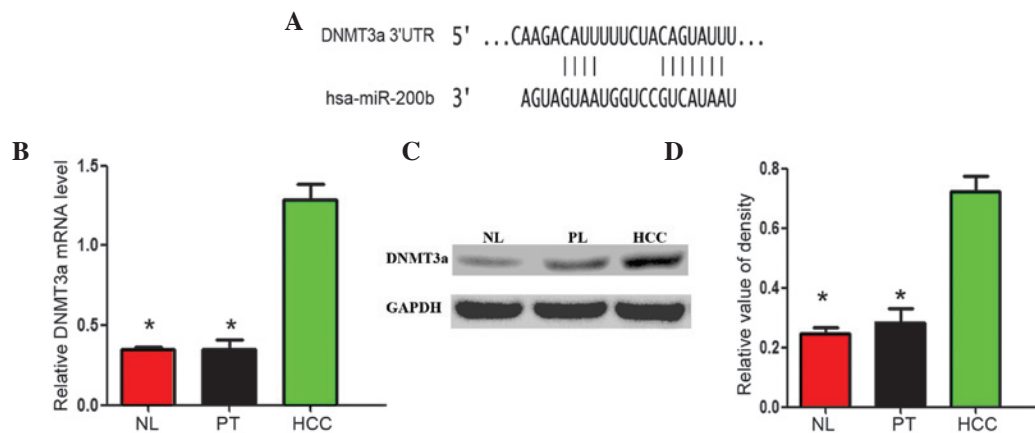 A
DNMT3a 3'UTR 5' ...CAAGACAUUUUUCUACAGUAUUU...
hsa-miR-200b 3' AGUAGUAAUGGUCCGUCAUAAU
B
Relative DNMT3a mRNA level
1.5
1.0
0.5
0.0
* *
NL PT HCC
C
NL PL HCC
DNMT3a
GAPDH
D
Relative value of density
0.8
0.6
0.4
0.2
0.0
* *
NL PT HCC